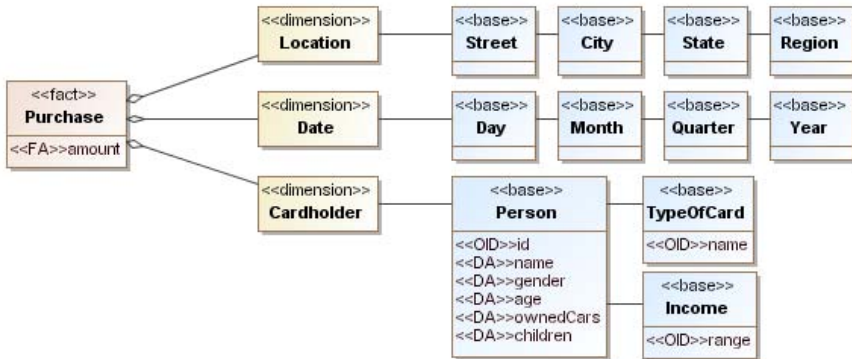 <<fact>>
Purchase
<<FA>>amount
<<dimension>>
Location
<<base>>
Street
<<base>>
City
<<base>>
State
<<base>>
Region
<<dimension>>
Date
<<base>>
Day
<<base>>
Month
<<base>>
Quarter
<<base>>
Year
<<dimension>>
Cardholder
<<base>>
Person
<<OID>>id
<<DA>>name
<<DA>>gender
<<DA>>age
<<DA>>ownedCars
<<DA>>children
<<base>>
TypeOfCard
<<OID>>name
<<base>>
Income
<<OID>>range